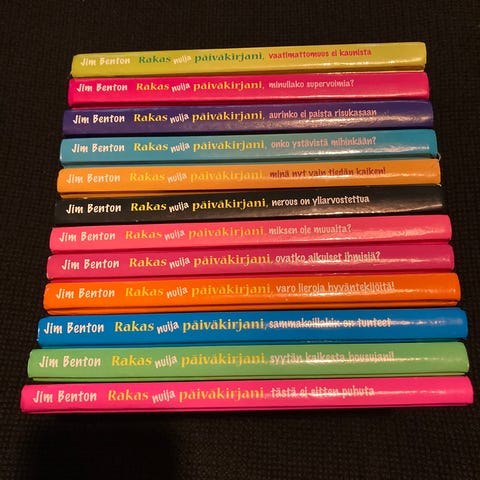 Jim Benton Rakas nuija päiväkirjani, vaatimattomuus ei kaunista
Jim Benton Rakas nuija päiväkirjani, minullako supervoimia?
Jim Benton Rakas nuija päiväkirjani, aurinko ei paista risukasaan
Jim Benton Rakas nuija päiväkirjani, onko ystävistä mihinkään?
Jim Benton Rakas nuija päiväkirjani, minä nyt vain tiedän kaiken!
Jim Benton Rakas nuija päiväkirjani, nerous on yliarvostettua
Jim Benton Rakas nuija päiväkirjani, miksen ole muualta?
Jim Benton Rakas nuija päiväkirjani, ovatko aikuiset ihmisiä?
Jim Benton Rakas nuija päiväkirjani, varo lieroja hyväntekijöitä!
Jim Benton Rakas nuija päiväkirjani, sammakoillakin on tunteet
Jim Benton Rakas nuija päiväkirjani, syytän kaikesta housujani!
Jim Benton Rakas nuija päiväkirjani, tästä ei sitten puhuta